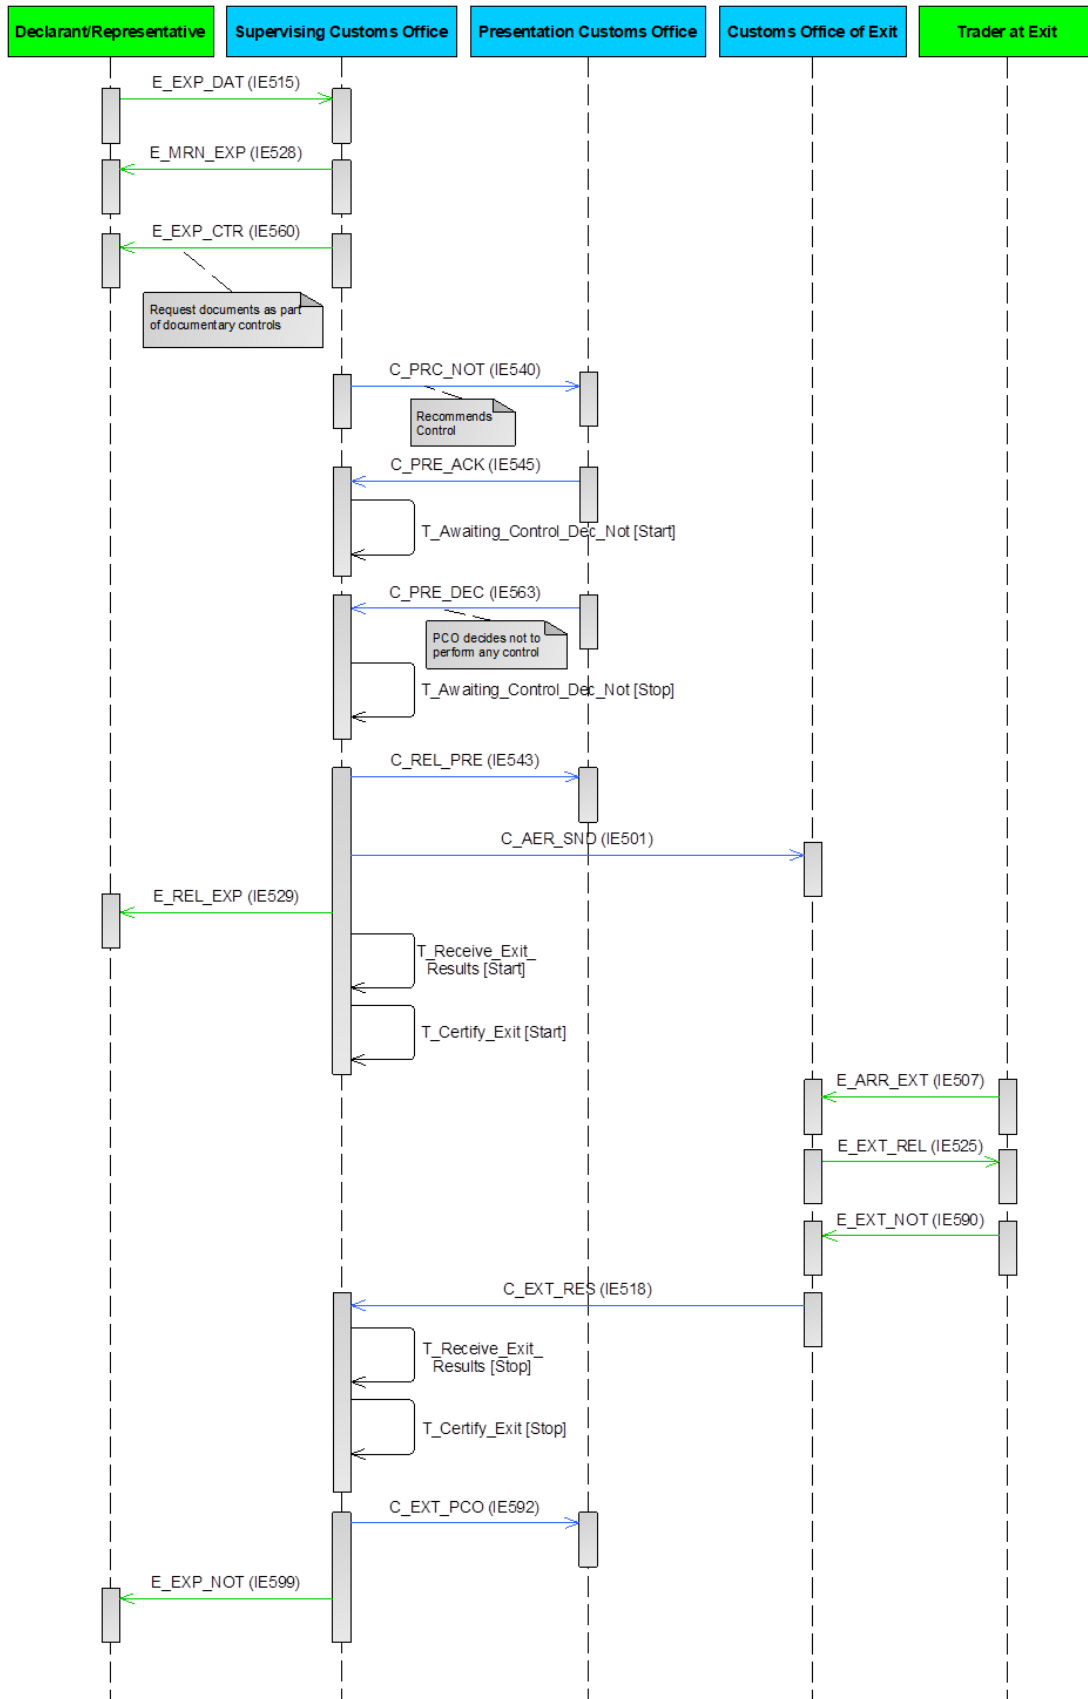 Declarant/Representative
Supervising Customs Office
Presentation Customs Office
Customs Office of Exit
Trader at Exit
E_EXP_DAT (IE515)
E_MRN_EXP (IE528)
E_EXP_CTR (IE560)
Request documents as part
of documentary controls
C_PRC_NOT (IE540)
Recommends
Control
C_PRE_ACK (IE545)
T_Awaiting_Control_Dec_Not [Start]
C_PRE_DEC (IE563)
PCO decides not to
perform any control
T_Awaiting_Control_Dec_Not [Stop]
C_REL_PRE (IE543)
C_AER_SND (IE501)
E_REL_EXP (IE529)
T_Receive_Exit_
Results [Start]
T_Certify_Exit [Start]
E_ARR_EXT (IE507)
E_EXT_REL (IE525)
E_EXT_NOT (IE590)
C_EXT_RES (IE518)
T_Receive_Exit_
Results [Stop]
T_Certify_Exit [Stop]
C_EXT_PCO (IE592)
E_EXP_NOT (IE599)